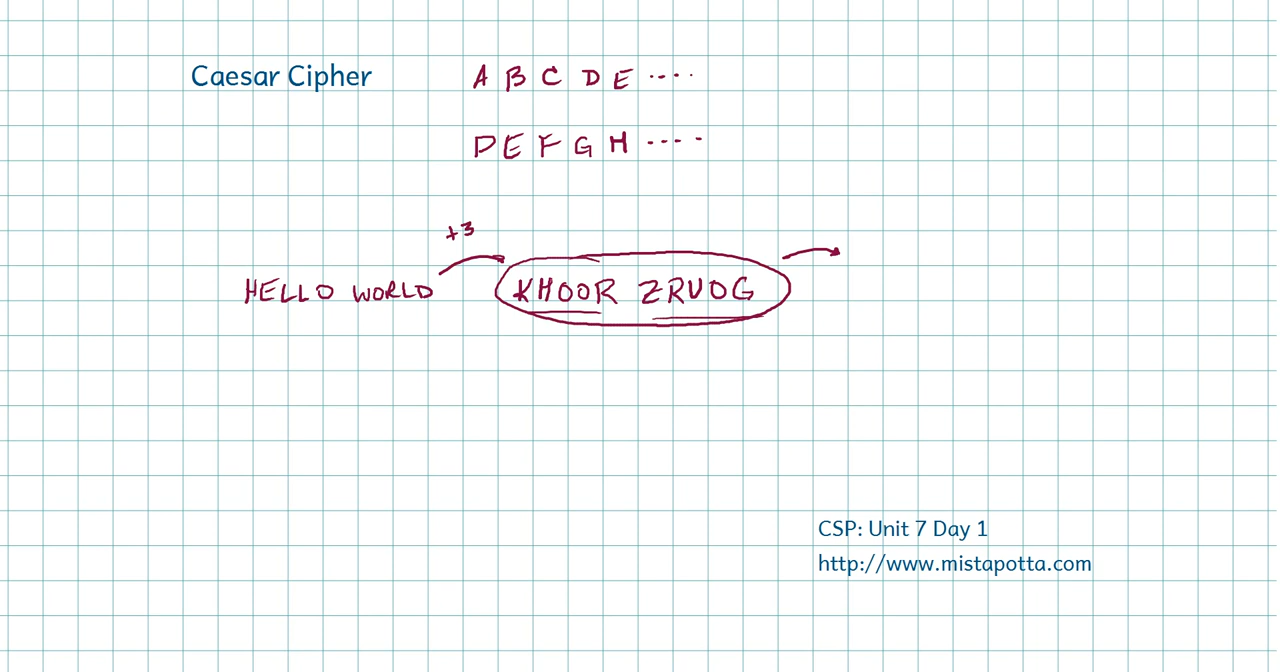 Caesar Cipher
A B C D E ....
D E F G H ....
+3
HELLO WORLD KHOOR ZRUOG
CSP: Unit 7 Day 1
http://www.mistapotta.com